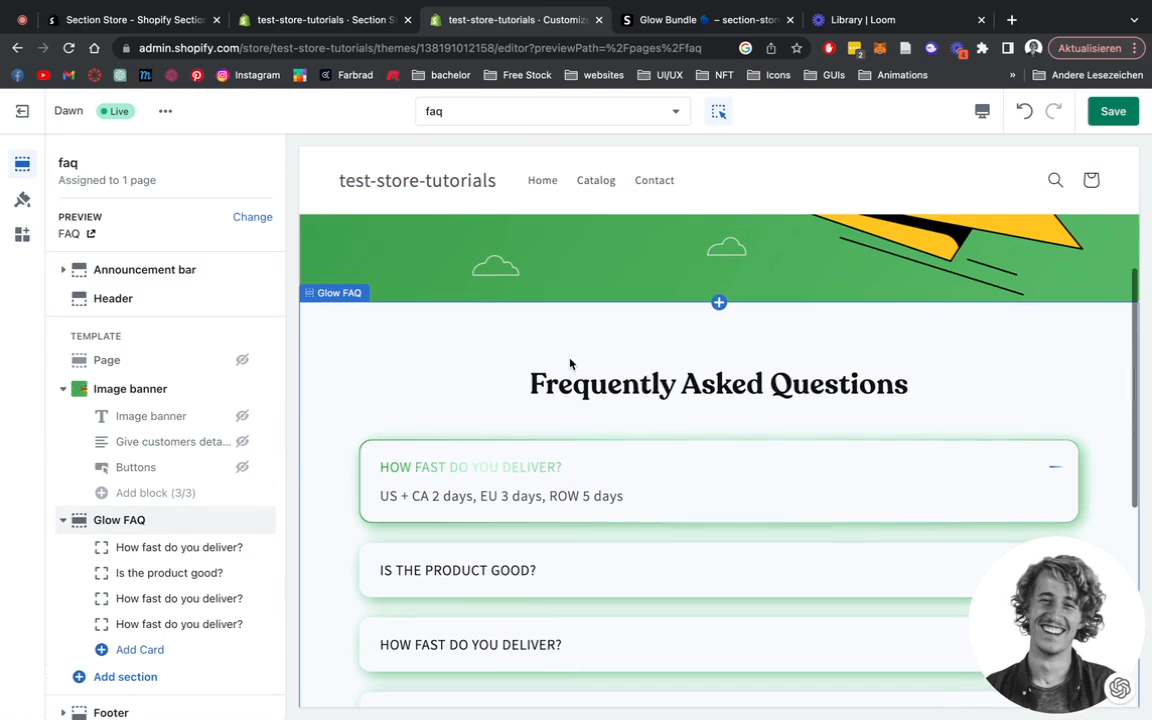 Section Store - Shopify Section
test-store-tutorials · Section S
test-store-tutorials · Customize
Glow Bundle 🔵 – section-stor
Library | Loom
admin.shopify.com/store/test-store-tutorials/themes/138191012158/editor?previewPath=%2Fpages%2Ffaq
2
4
Aktualisieren
Instagram
Farbrad
bachelor
Free Stock
websites
UI/UX
NFT
Icons
GUIs
Animations
»
Andere Lesezeichen
Dawn
Live
faq
Save
faq
Assigned to 1 page
PREVIEW
Change
FAQ
Announcement bar
Header
TEMPLATE
Page
Image banner
Image banner
Give customers deta...
Buttons
Add block (3/3)
Glow FAQ
How fast do you deliver?
Is the product good?
How fast do you deliver?
How fast do you deliver?
Add Card
Add section
Footer
test-store-tutorials
Home
Catalog
Contact
Glow FAQ
Frequently Asked Questions
HOW FAST DO YOU DELIVER?
US + CA 2 days, EU 3 days, ROW 5 days
IS THE PRODUCT GOOD?
HOW FAST DO YOU DELIVER?